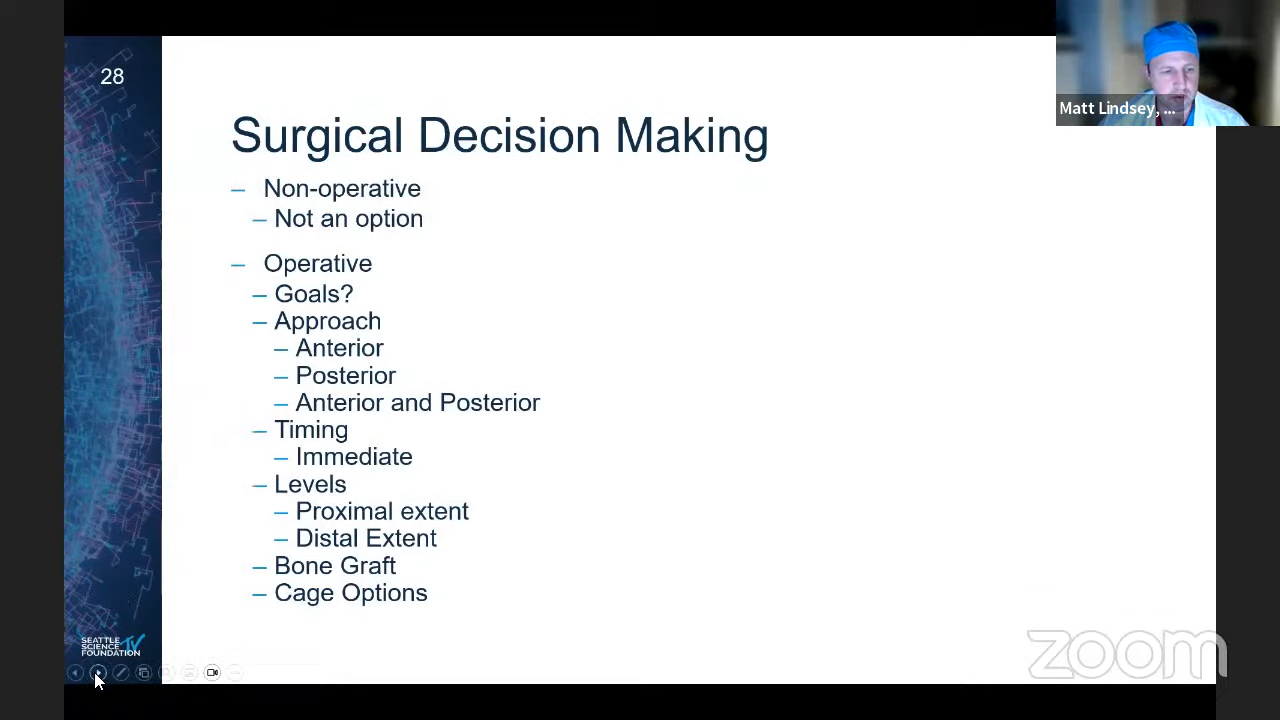 28
Matt Lindsey, ...
Surgical Decision Making
– Non-operative
– Not an option
– Operative
– Goals?
– Approach
– Anterior
– Posterior
– Anterior and Posterior
– Timing
– Immediate
– Levels
– Proximal extent
– Distal Extent
– Bone Graft
– Cage Options
SEATTLE
SCIENCE TV
FOUNDATION
zoom